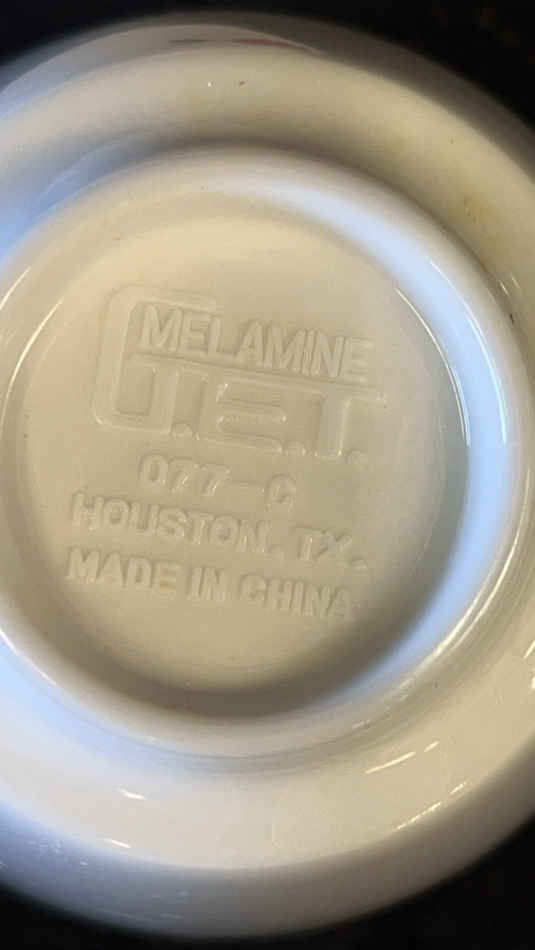 MELAMINE
G.E.T.
077-C
HOUSTON, TX.
MADE IN CHINA